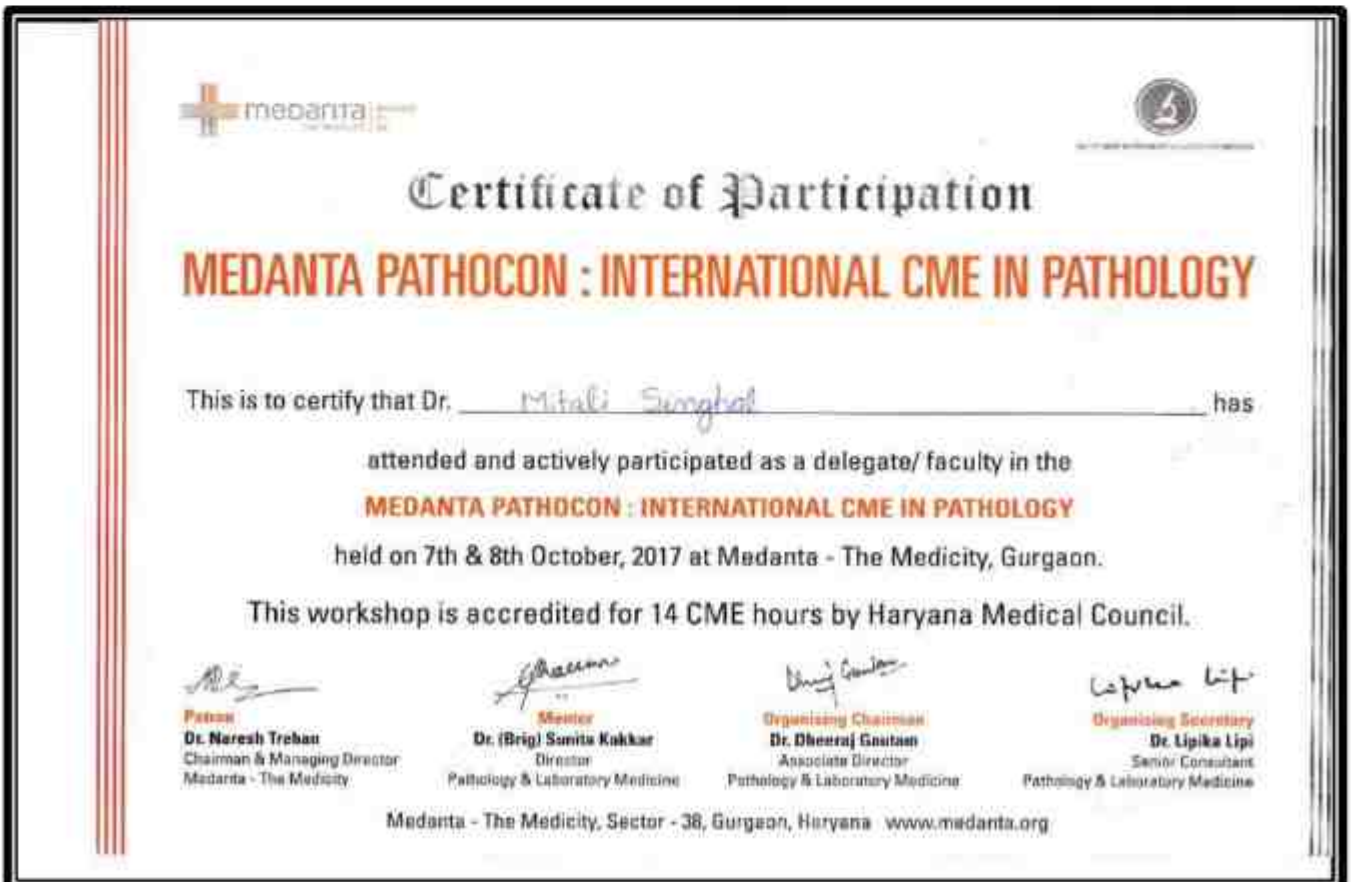 medanta
Certificate of Participation
MEDANTA PATHOCON : INTERNATIONAL CME IN PATHOLOGY
This is to certify that Dr. Mitali Singhal has
attended and actively participated as a delegate/ faculty in the
MEDANTA PATHOCON : INTERNATIONAL CME IN PATHOLOGY
held on 7th & 8th October, 2017 at Medanta - The Medicity, Gurgaon.
This workshop is accredited for 14 CME hours by Haryana Medical Council.
Patron
Dr. Naresh Trehan
Chairman & Managing Director
Medanta - The Medicity
Mentor
Dr. (Brig) Sunita Kakkar
Director
Pathology & Laboratory Medicine
Dhiraj Gautam
Organising Chairman
Dr. Dheeraj Gautam
Associate Director
Pathology & Laboratory Medicine
Lipika Lipi
Organising Secretary
Dr. Lipika Lipi
Senior Consultant
Pathology & Laboratory Medicine
Medanta - The Medicity, Sector - 38, Gurgaon, Haryana www.medanta.org